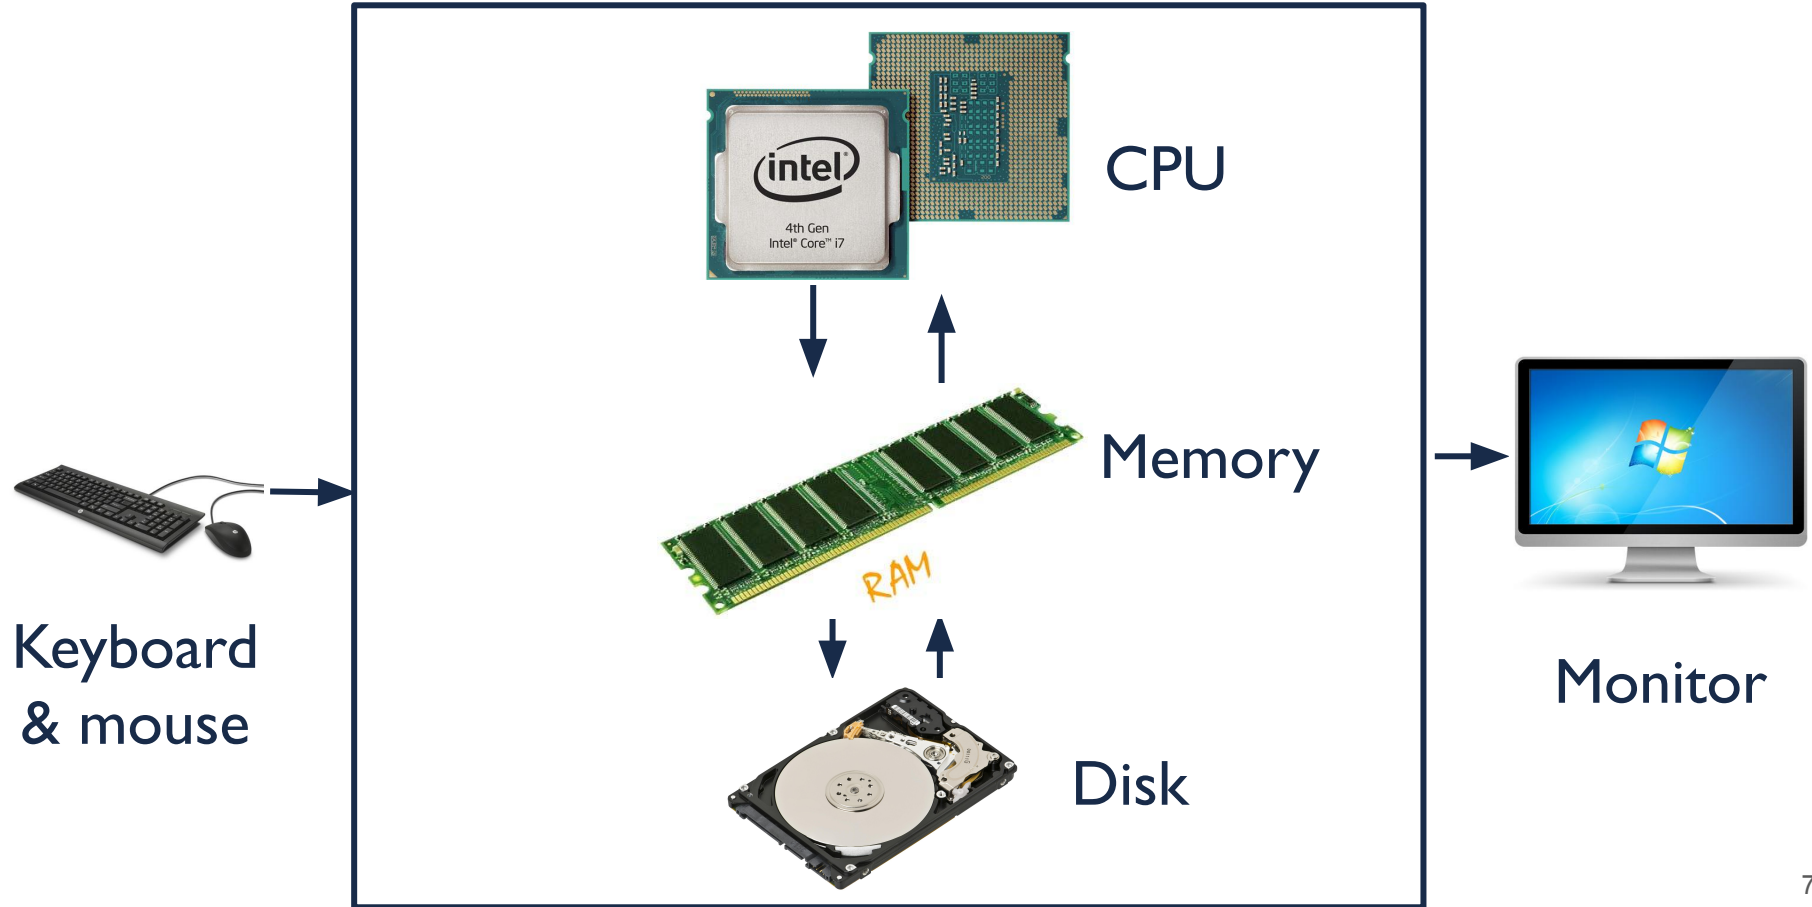 CPU
intel®
4th Gen
Intel® Core™ i7
Memory
RAM
Keyboard
& mouse
Monitor
Disk
7